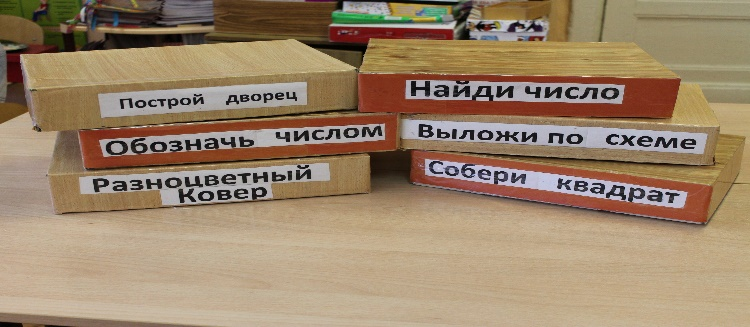 Построй дворец
Обозначь числом
Разноцветный
Ковер
Найди число
Выложи по схеме
Собери квадрат